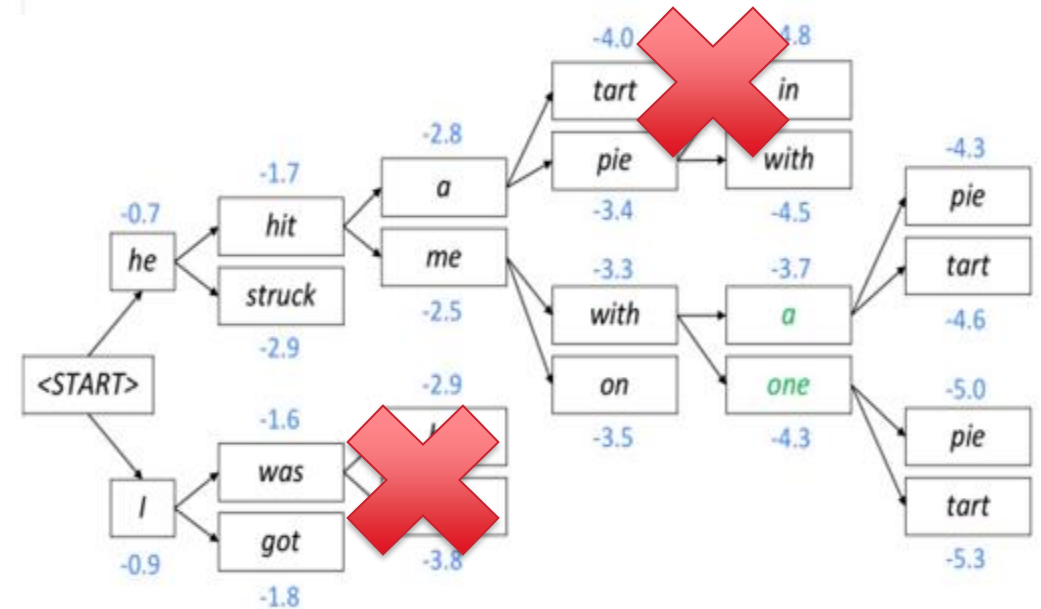 -4.0
tart
in
pie
with
-3.4
-4.5
-2.8
a
-1.7
hit
me
-2.5
-0.7
he
struck
-2.9
-3.3
with
on
-3.5
-3.7
a
one
-4.3
-4.3
pie
tart
-4.6
-5.0
pie
tart
-5.3
<START>
-1.6
was
got
-1.8
I
-0.9
-2.9
-3.8